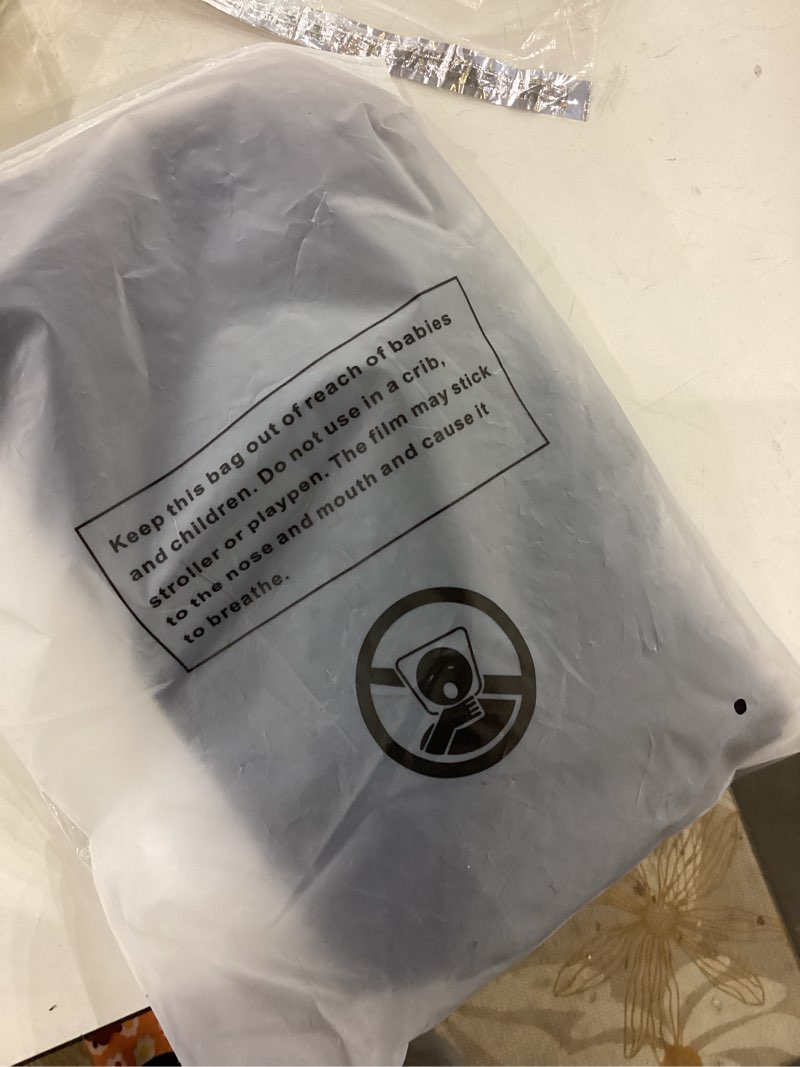 Keep this bag out of reach of babies
and children. Do not use in a crib,
stroller or playpen. The film may stick
to the nose and mouth and cause it
to breathe.